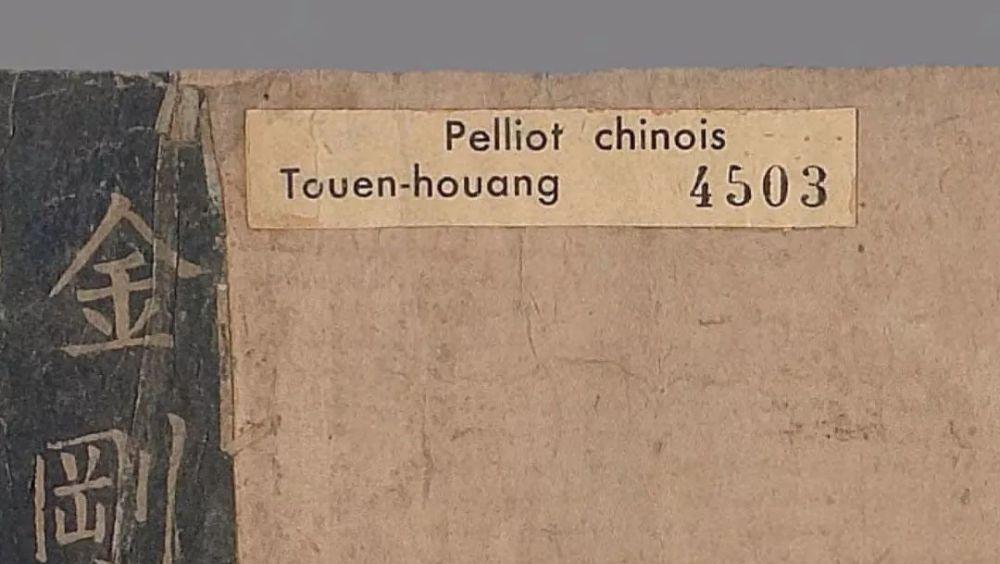 Pelliot chinois
Touen-houang 4503
金剛